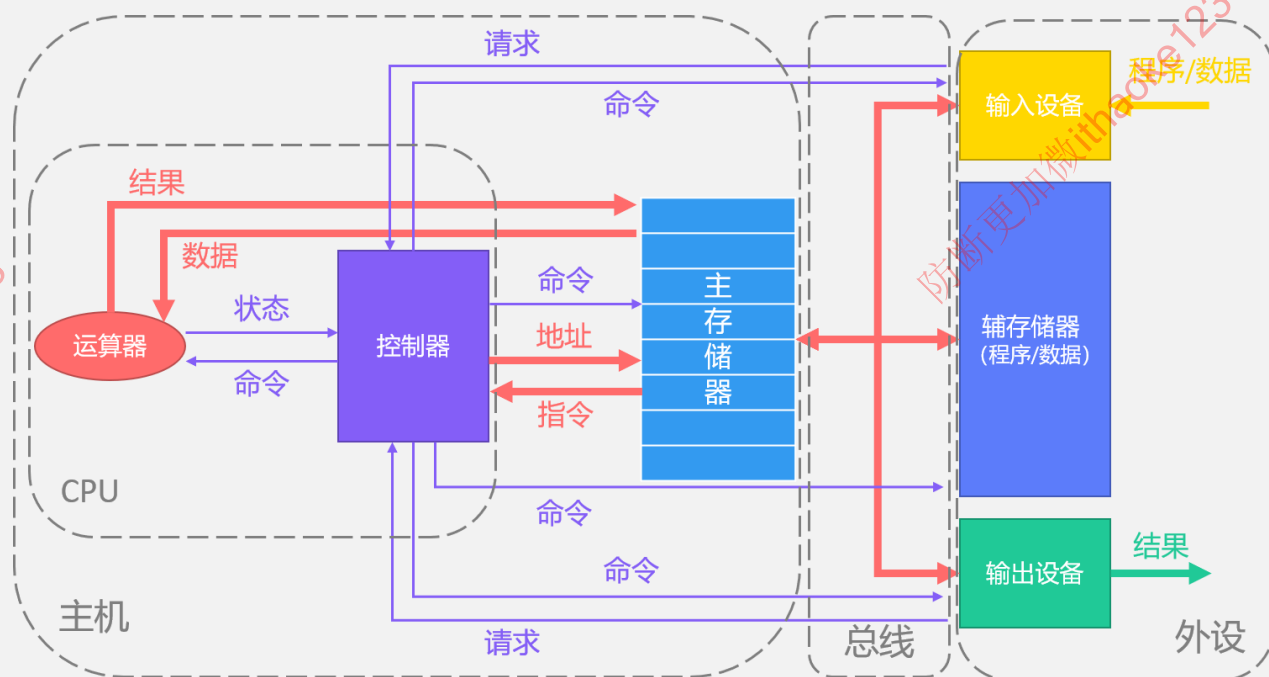 请求
命令
程序/数据
输入设备
结果
数据
命令
状态
运算器
命令
控制器
地址
指令
主
存
储
器
辅存储器
(程序/数据)
CPU
命令
命令
请求
主机
总线
输出设备
结果
外设
防断更加微ithaoke123